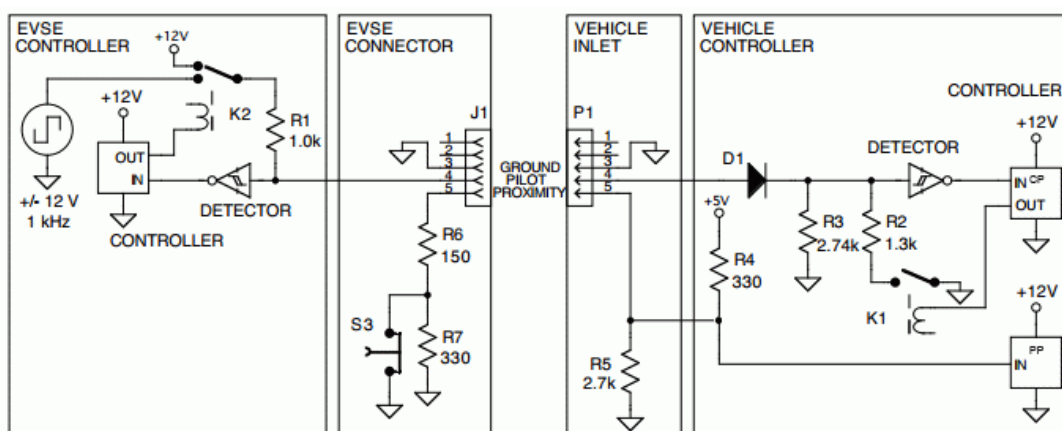 EVSE
CONTROLLER
+12V
+12V
K2
R1
1.0k
OUT
IN
DETECTOR
+/- 12 V
1 kHz
CONTROLLER
EVSE
CONNECTOR
J1
1
2
3
4
5
R6
150
S3
R7
330
GROUND
PILOT
PROXIMITY
VEHICLE
INLET
P1
1
2
3
4
5
R5
2.7k
VEHICLE
CONTROLLER
CONTROLLER
+12V
D1
DETECTOR
IN CP
OUT
+5V
R4
330
R3
2.74k
R2
1.3k
K1
+12V
PP
IN